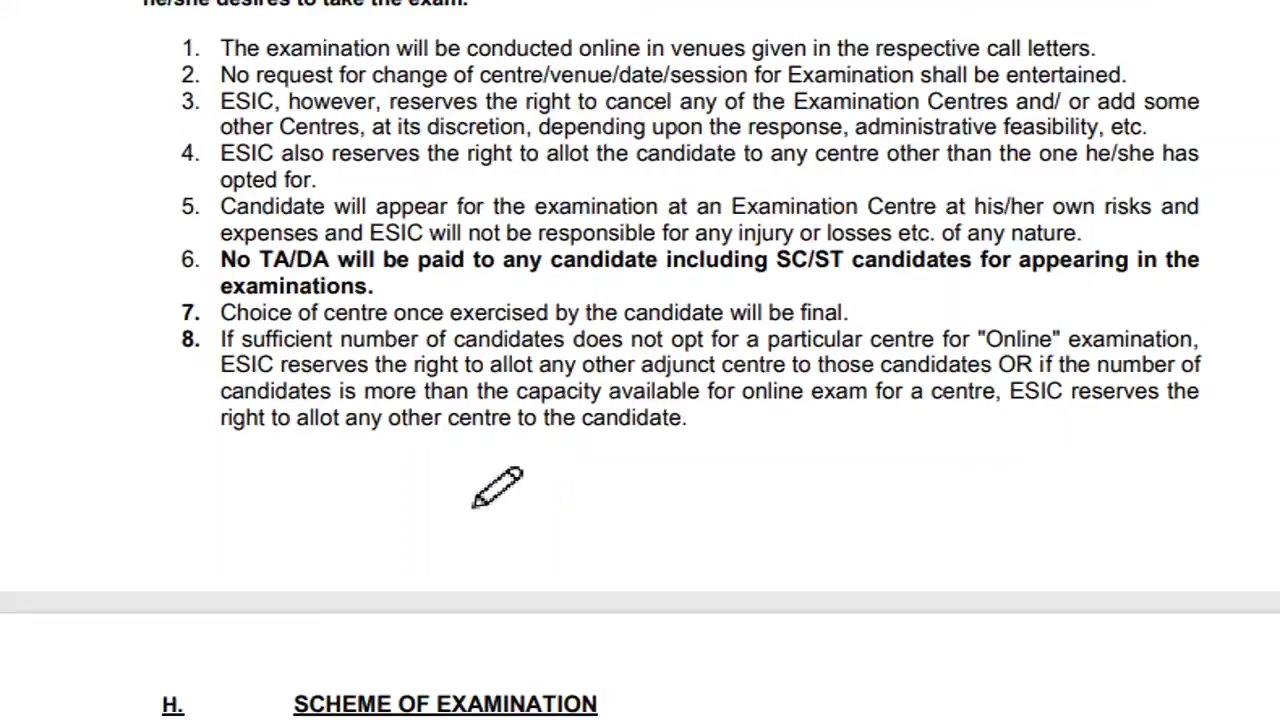 he/she desires to take the exam.
1. The examination will be conducted online in venues given in the respective call letters.
2. No request for change of centre/venue/date/session for Examination shall be entertained.
3. ESIC, however, reserves the right to cancel any of the Examination Centres and/ or add some
other Centres, at its discretion, depending upon the response, administrative feasibility, etc.
4. ESIC also reserves the right to allot the candidate to any centre other than the one he/she has
opted for.
5. Candidate will appear for the examination at an Examination Centre at his/her own risks and
expenses and ESIC will not be responsible for any injury or losses etc. of any nature.
6. No TA/DA will be paid to any candidate including SC/ST candidates for appearing in the
examinations.
7. Choice of centre once exercised by the candidate will be final.
8. If sufficient number of candidates does not opt for a particular centre for "Online" examination,
ESIC reserves the right to allot any other adjunct centre to those candidates OR if the number of
candidates is more than the capacity available for online exam for a centre, ESIC reserves the
right to allot any other centre to the candidate.
H. SCHEME OF EXAMINATION